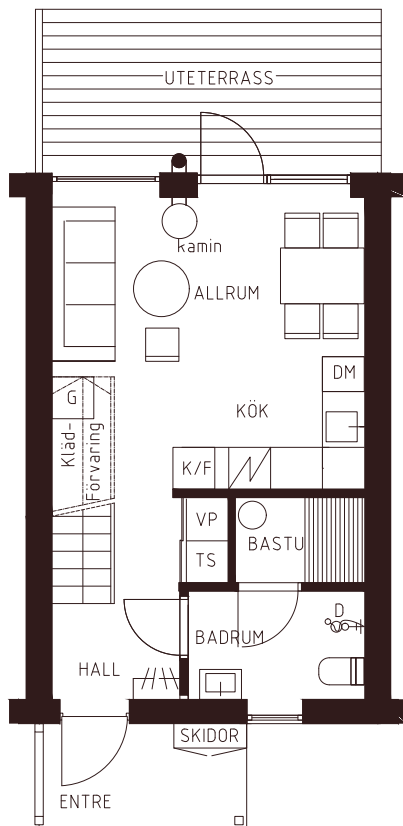 UTETERRASS
kamin
ALLRUM
DM
G
KÖK
Kläd-
Förvaring
K/F
VP
BASTU
TS
D
BADRUM
HALL
SKIDOR
ENTRE